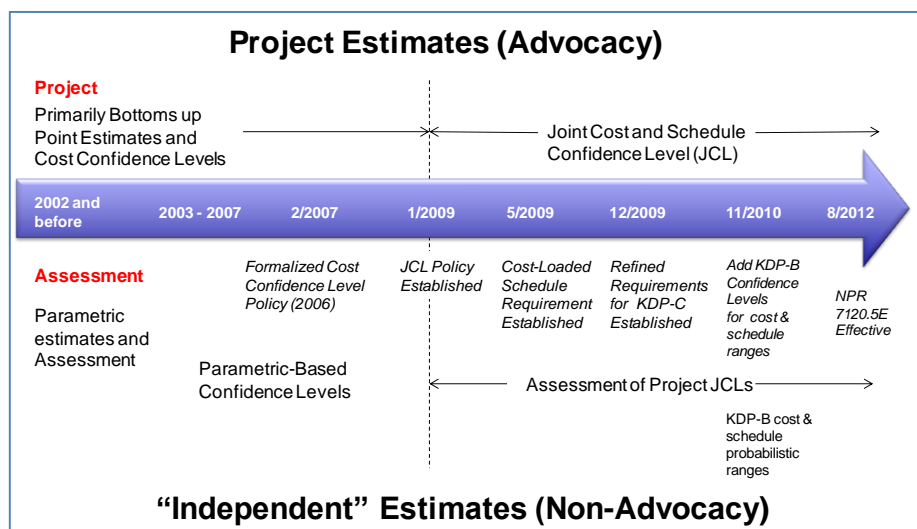 Project Estimates (Advocacy)
Project
Primarily Bottoms up
Point Estimates and
Cost Confidence Levels
Joint Cost and Schedule
Confidence Level (JCL)
2002 and
before
2003 - 2007
2/2007
1/2009
5/2009
12/2009
11/2010
8/2012
Assessment
Parametric
estimates and
Assessment
Formalized Cost
Confidence Level
Policy (2006)
JCL Policy
Established
Cost-Loaded
Schedule
Requirement
Established
Refined
Requirements
for KDP-C
Established
Add KDP-B
Confidence
Levels
for cost &
schedule
ranges
NPR
7120.5E
Effective
Parametric-Based
Confidence Levels
Assessment of Project JCLs
KDP-B cost &
schedule
probabilistic
ranges
“Independent” Estimates (Non-Advocacy)